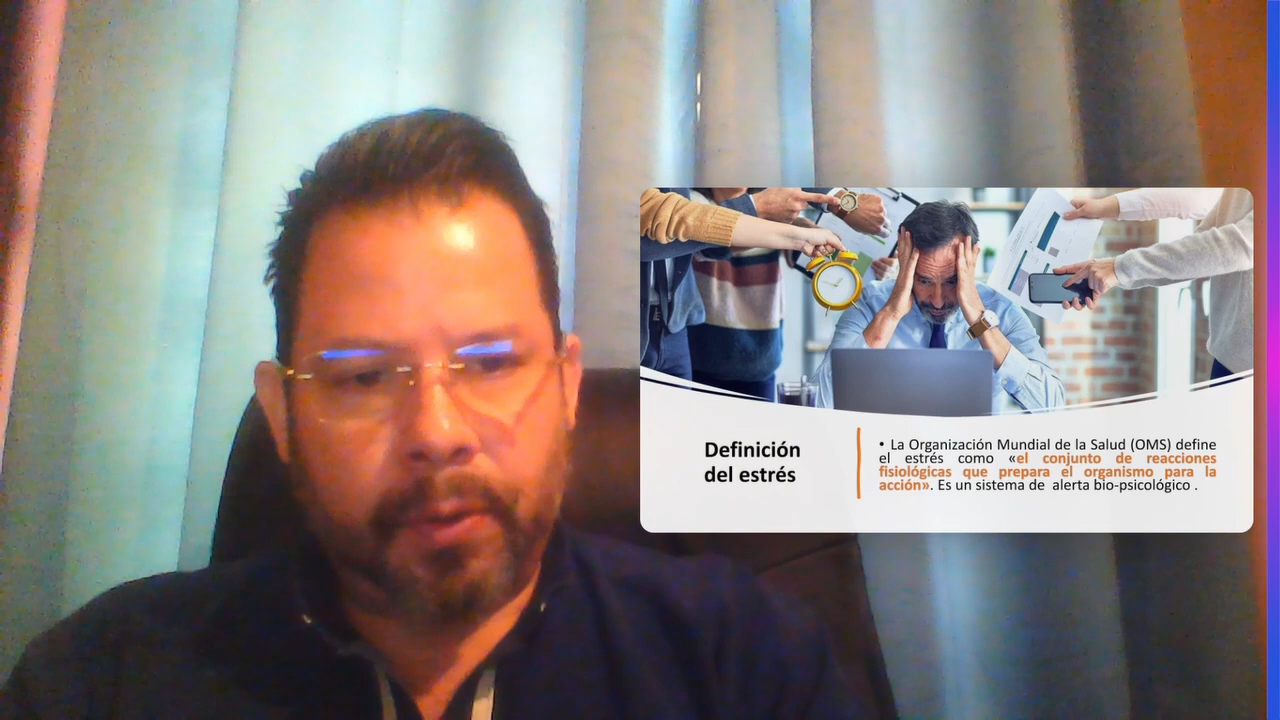 Definición
del estrés
• La Organización Mundial de la Salud (OMS) define
el estrés como «el conjunto de reacciones
fisiológicas que prepara el organismo para la
acción». Es un sistema de alerta bio-psicológico .